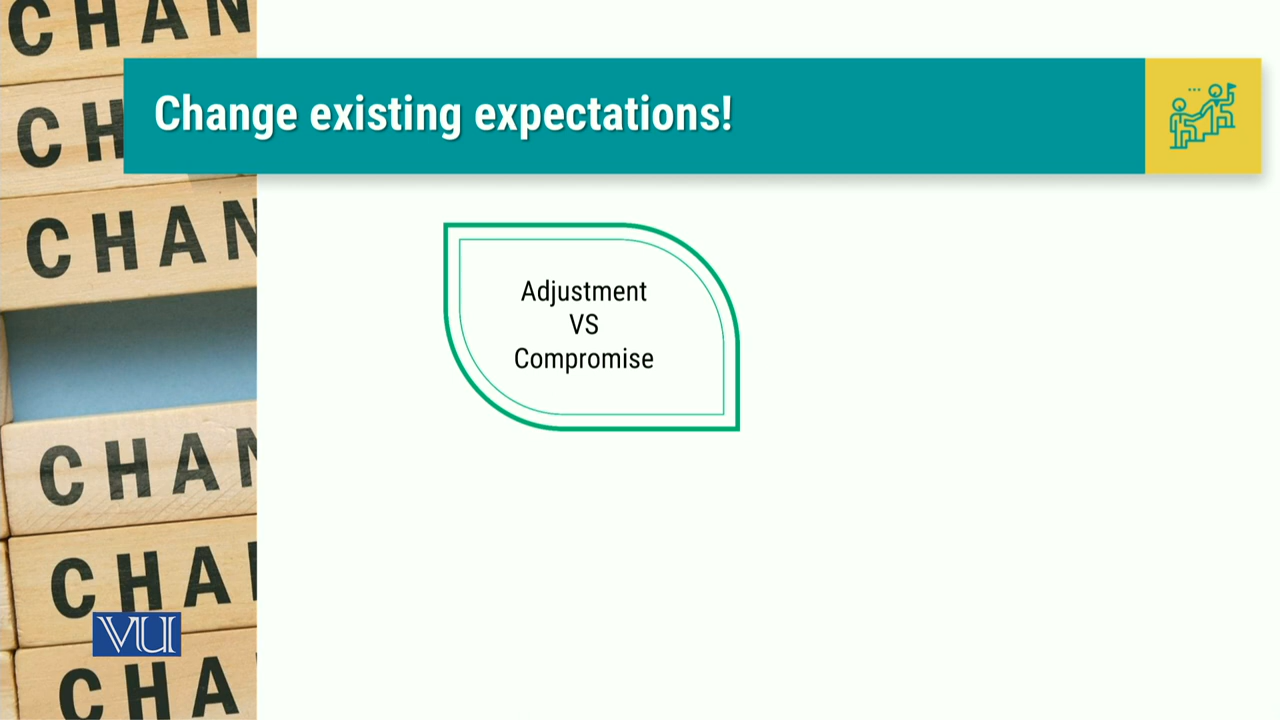 CHAN
CH
CHAN
CHAN
CHA
CHA
Change existing expectations!
Adjustment
VS
Compromise
VU